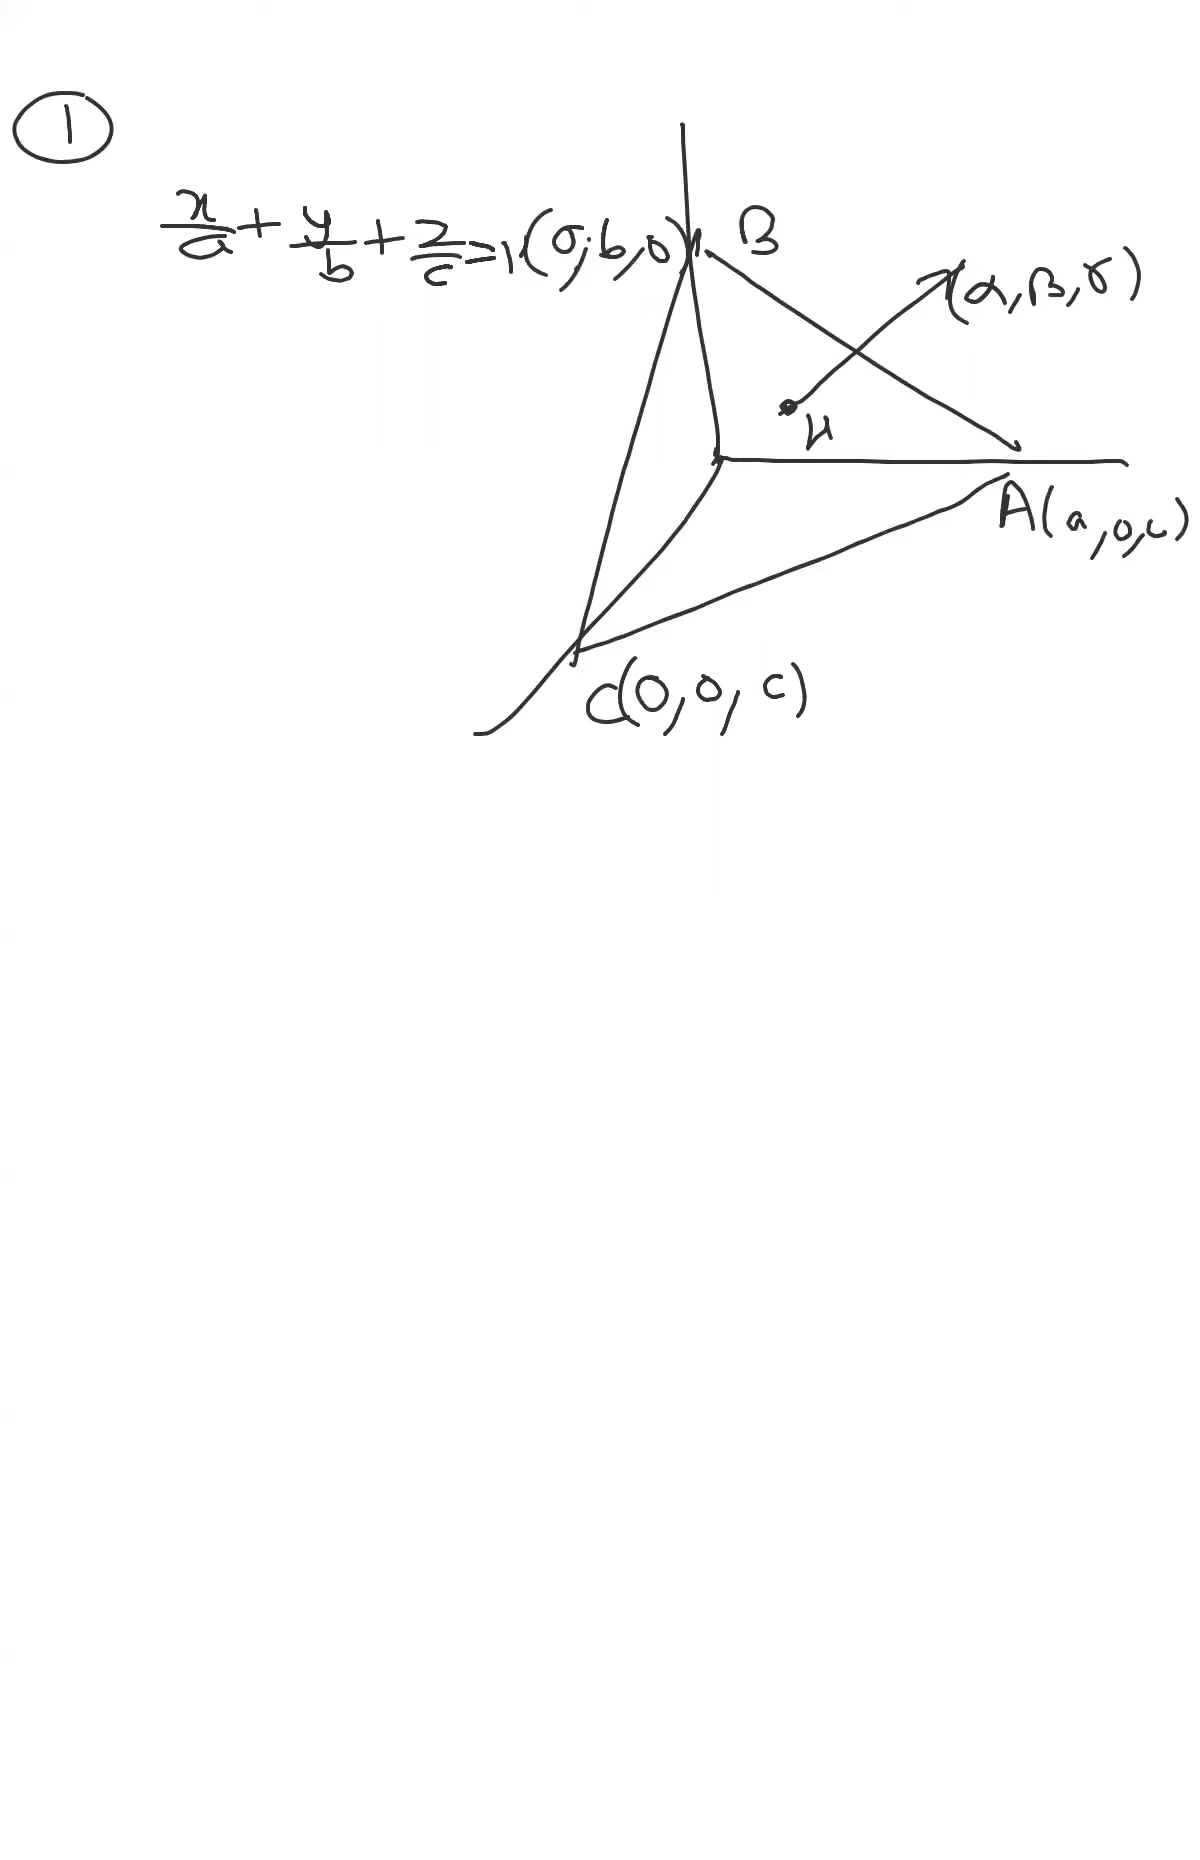 1
x/a + y/b + z/c = 1 (0, b, 0) B
(α, β, γ)
H
A(a, 0, c)
C(0, 0, c)